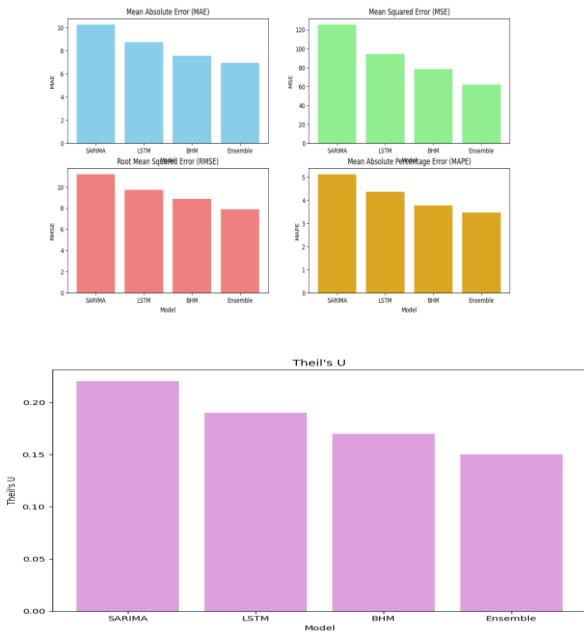 Mean Absolute Error (MAE)
10
8
6
4
2
0
MAE
SARIMA LSTM BHM Ensemble
Model
Mean Squared Error (MSE)
120
100
80
60
40
20
0
MSE
SARIMA LSTM BHM Ensemble
Model
Root Mean Squared Error (RMSE)
10
8
6
4
2
0
RMSE
SARIMA LSTM BHM Ensemble
Model
Mean Absolute Percentage Error (MAPE)
5
4
3
2
1
0
MAPE
SARIMA LSTM BHM Ensemble
Model
Theil's U
0.20
0.15
0.10
0.05
0.00
Theil's U
SARIMA LSTM BHM Ensemble
Model